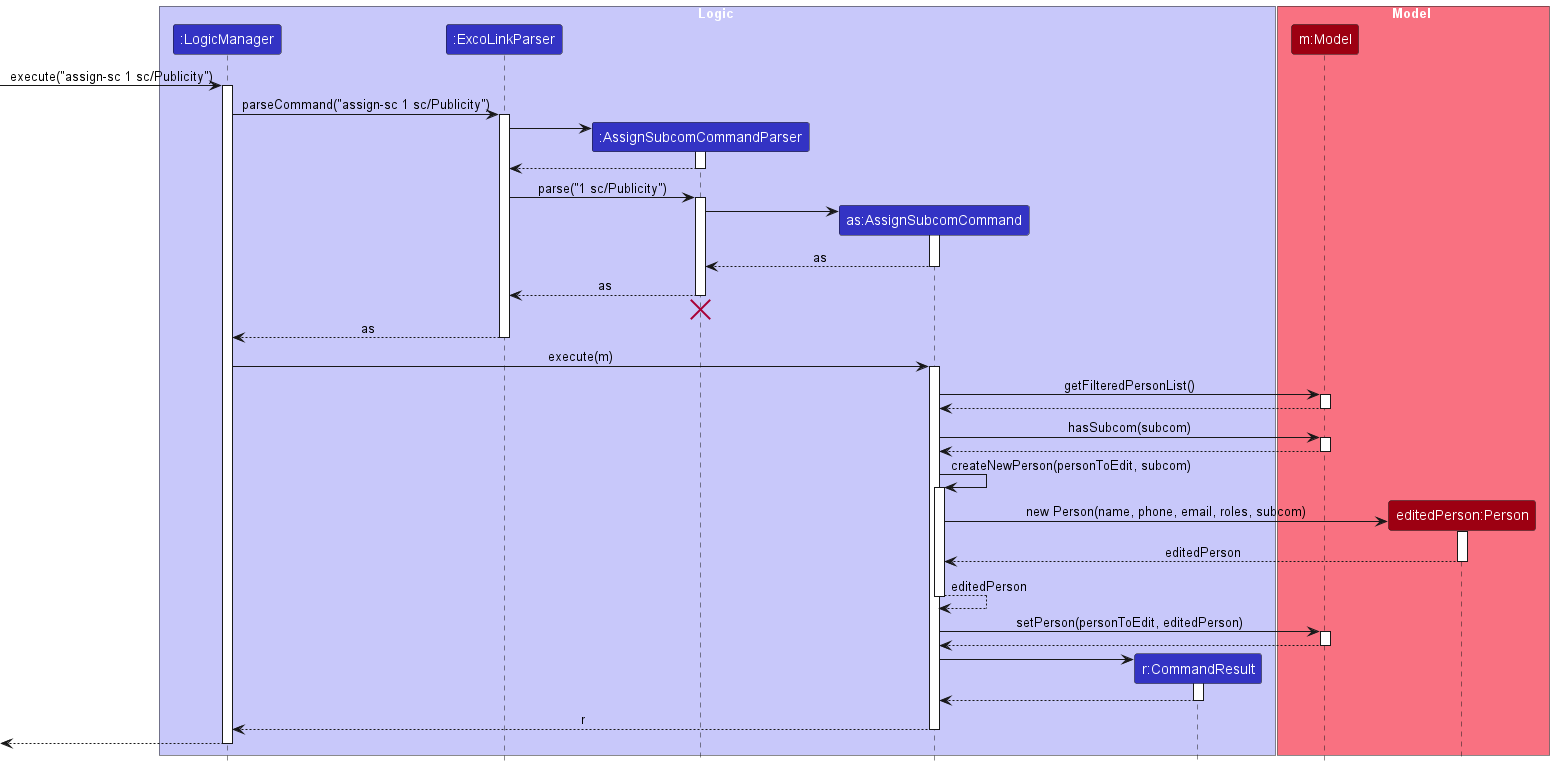 Logic
Model
:LogicManager
:ExcoLinkParser
m:Model
execute("assign-sc 1 sc/Publicity")
parseCommand("assign-sc 1 sc/Publicity")
:AssignSubcomCommandParser
parse("1 sc/Publicity")
as:AssignSubcomCommand
as
as
as
execute(m)
getFilteredPersonList()
hasSubcom(subcom)
createNewPerson(personToEdit, subcom)
new Person(name, phone, email, roles, subcom)
editedPerson:Person
editedPerson
editedPerson
setPerson(personToEdit, editedPerson)
r:CommandResult
r